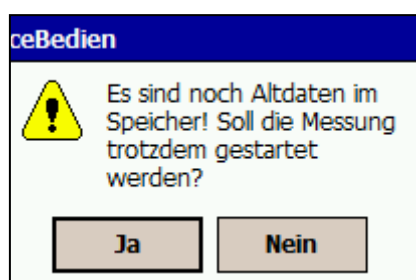 ceBedien
Es sind noch Altdaten im
Speicher! Soll die Messung
trotzdem gestartet
werden?
Ja
Nein